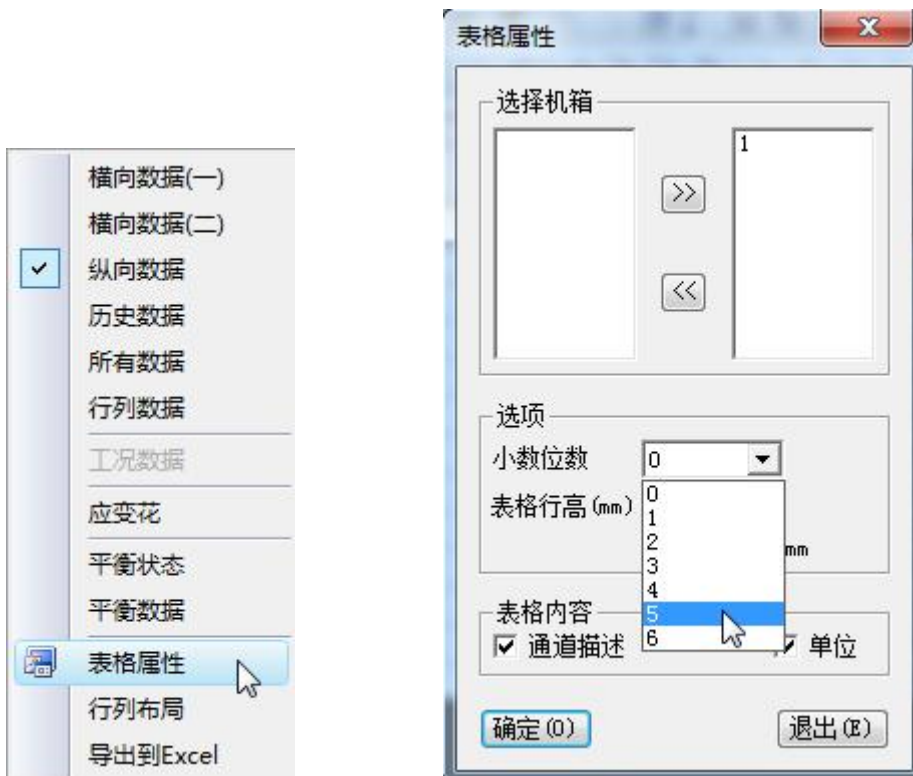 横向数据(一)
横向数据(二)
纵向数据
历史数据
所有数据
行列数据
工况数据
应变花
平衡状态
平衡数据
表格属性
行列布局
导出到Excel
表格属性
选择机箱
1
>>
<<
选项
小数位数 0
表格行高(mm)
mm
0
1
2
3
4
5
6
表格内容
通道描述 单位
确定(O) 退出(E)